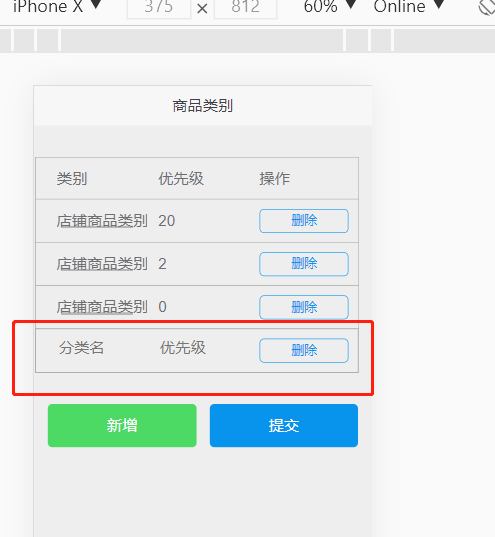 iPhone X ▼ 375 × 812 60% ▼ Online ▼
商品类别
类别 优先级 操作
店铺商品类别 20 删除
店铺商品类别 2 删除
店铺商品类别 0 删除
分类名 优先级 删除
新增 提交